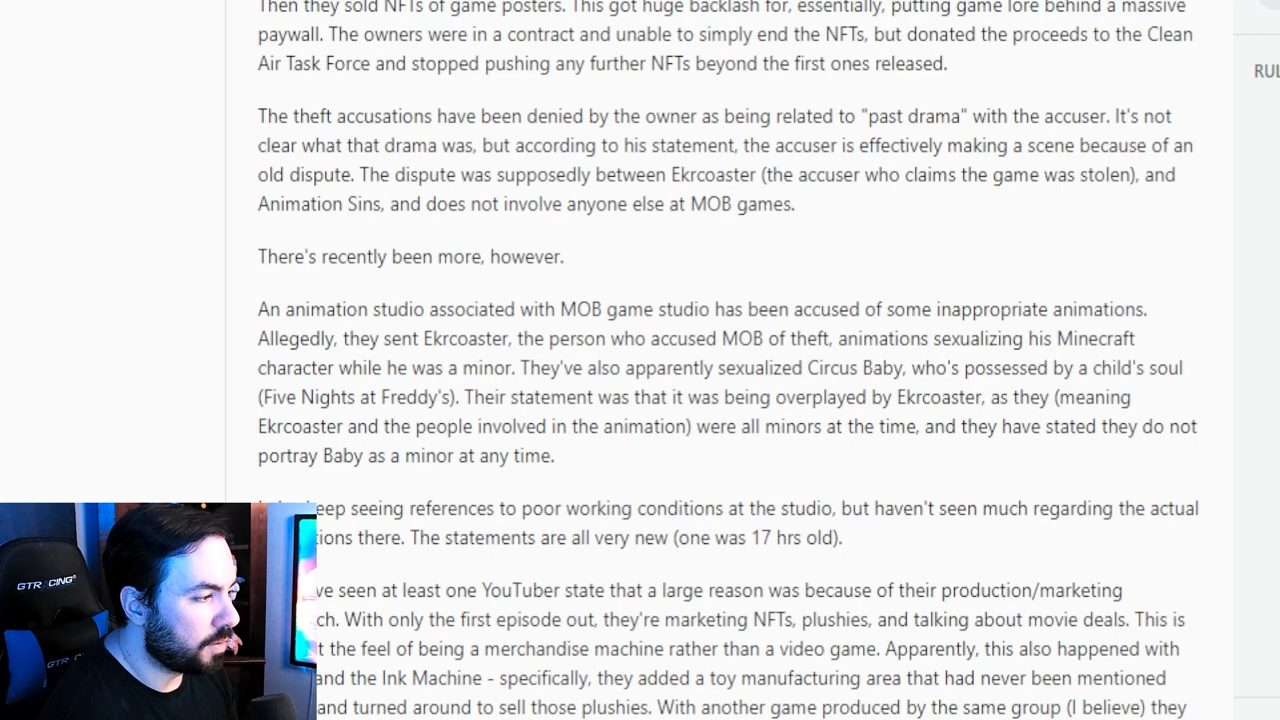 Then they sold NFTs of game posters. This got huge backlash for, essentially, putting game lore behind a massive
paywall. The owners were in a contract and unable to simply end the NFTs, but donated the proceeds to the Clean
Air Task Force and stopped pushing any further NFTs beyond the first ones released.
RUL
The theft accusations have been denied by the owner as being related to "past drama" with the accuser. It's not
clear what that drama was, but according to his statement, the accuser is effectively making a scene because of an
old dispute. The dispute was supposedly between Ekrcoaster (the accuser who claims the game was stolen), and
Animation Sins, and does not involve anyone else at MOB games.
There's recently been more, however.
An animation studio associated with MOB game studio has been accused of some inappropriate animations.
Allegedly, they sent Ekrcoaster, the person who accused MOB of theft, animations sexualizing his Minecraft
character while he was a minor. They've also apparently sexualized Circus Baby, who's possessed by a child's soul
(Five Nights at Freddy's). Their statement was that it was being overplayed by Ekrcoaster, as they (meaning
Ekrcoaster and the people involved in the animation) were all minors at the time, and they have stated they do not
portray Baby as a minor at any time.
eep seeing references to poor working conditions at the studio, but haven't seen much regarding the actual
ions there. The statements are all very new (one was 17 hrs old).
ve seen at least one YouTuber state that a large reason was because of their production/marketing
ch. With only the first episode out, they're marketing NFTs, plushies, and talking about movie deals. This is
t the feel of being a merchandise machine rather than a video game. Apparently, this also happened with
and the Ink Machine - specifically, they added a toy manufacturing area that had never been mentioned
and turned around to sell those plushies. With another game produced by the same group (I believe) they
GTRACING
GTR